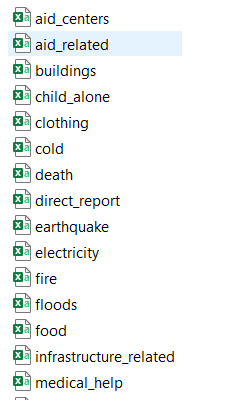 aid_centers
aid_related
buildings
child_alone
clothing
cold
death
direct_report
earthquake
electricity
fire
floods
food
infrastructure_related
medical_help